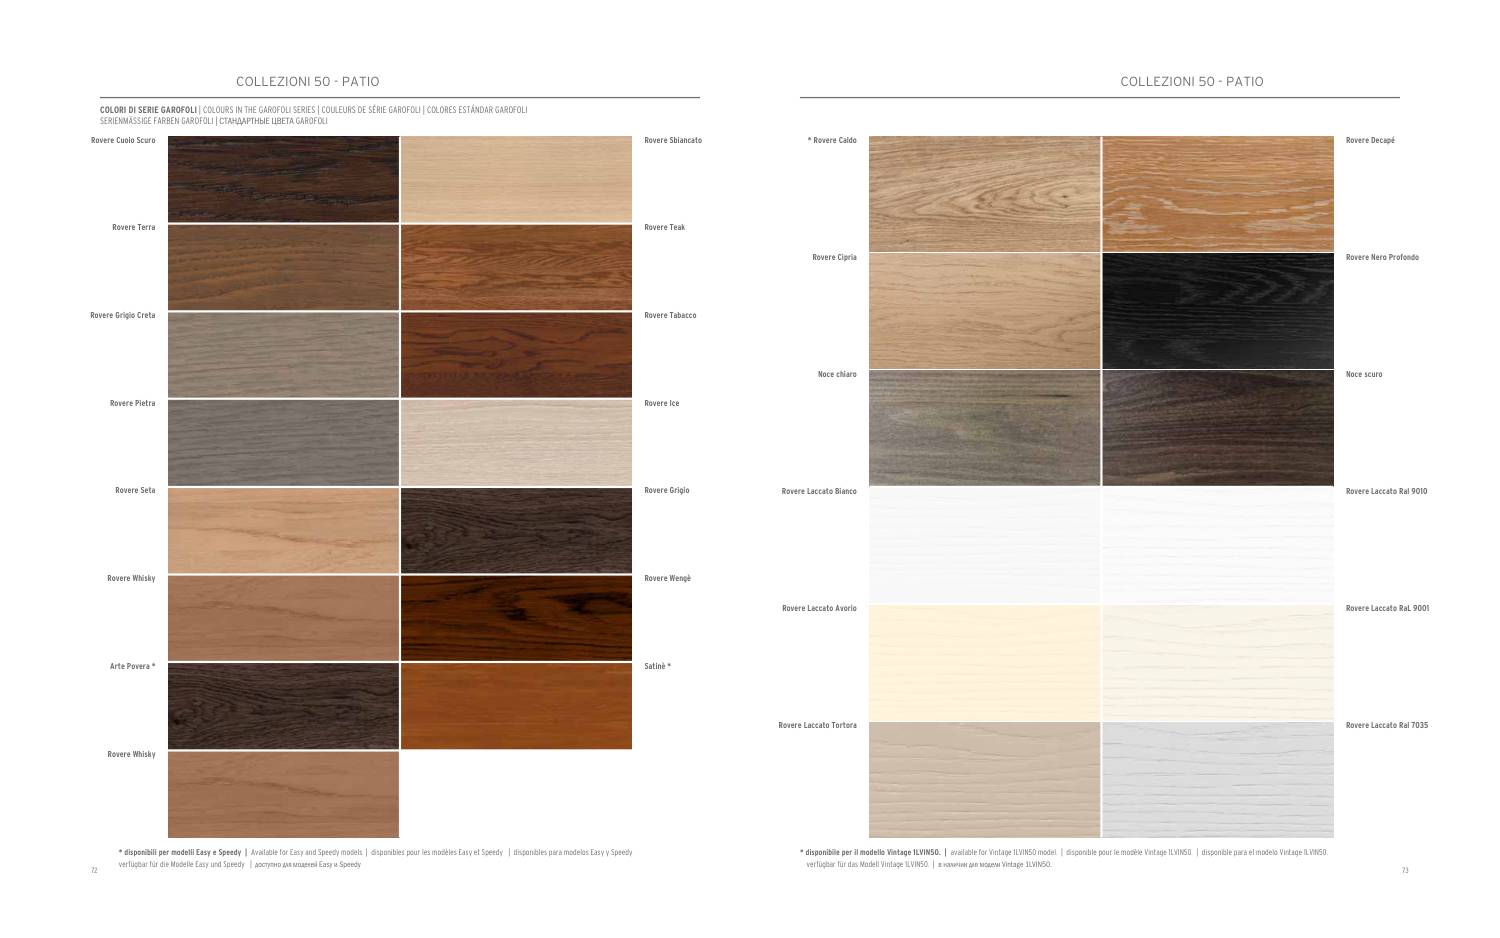 COLLEZIONI 50 - PATIO
COLORI DI SERIE GAROFOLI | COLOURS IN THE GAROFOLI SERIES | COULEURS DE SÉRIE GAROFOLI | COLORES ESTÁNDAR GAROFOLI
SERIENMÄSSIGE FARBEN GAROFOLI | СТАНДАРТНЫЕ ЦВЕТА GAROFOLI
Rovere Cuoio Scuro
Rovere Sbiancato
Rovere Terra
Rovere Teak
Rovere Grigio Creta
Rovere Tabacco
Rovere Pietra
Rovere Ice
Rovere Seta
Rovere Grigio
Rovere Whisky
Rovere Wengè
Arte Povera *
Satinè *
Rovere Whisky
* disponibili per modelli Easy e Speedy | Available for Easy and Speedy models | disponibles pour les modèles Easy et Speedy | disponibles para modelos Easy y Speedy
verfügbar für die Modelle Easy und Speedy | доступно для моделей Easy и Speedy
72
COLLEZIONI 50 - PATIO
* Rovere Caldo
Rovere Decapé
Rovere Cipria
Rovere Nero Profondo
Noce chiaro
Noce scuro
Rovere Laccato Bianco
Rovere Laccato Ral 9010
Rovere Laccato Avorio
Rovere Laccato RaL 9001
Rovere Laccato Tortora
Rovere Laccato Ral 7035
* disponibile per il modello Vintage 1LVIN50. | available for Vintage 1LVIN50 model. | disponible pour le modèle Vintage 1LVIN50. | disponible para el modelo Vintage 1LVIN50.
verfügbar für das Modell Vintage 1LVIN50. | в наличии для модели Vintage 1LVIN50.
73